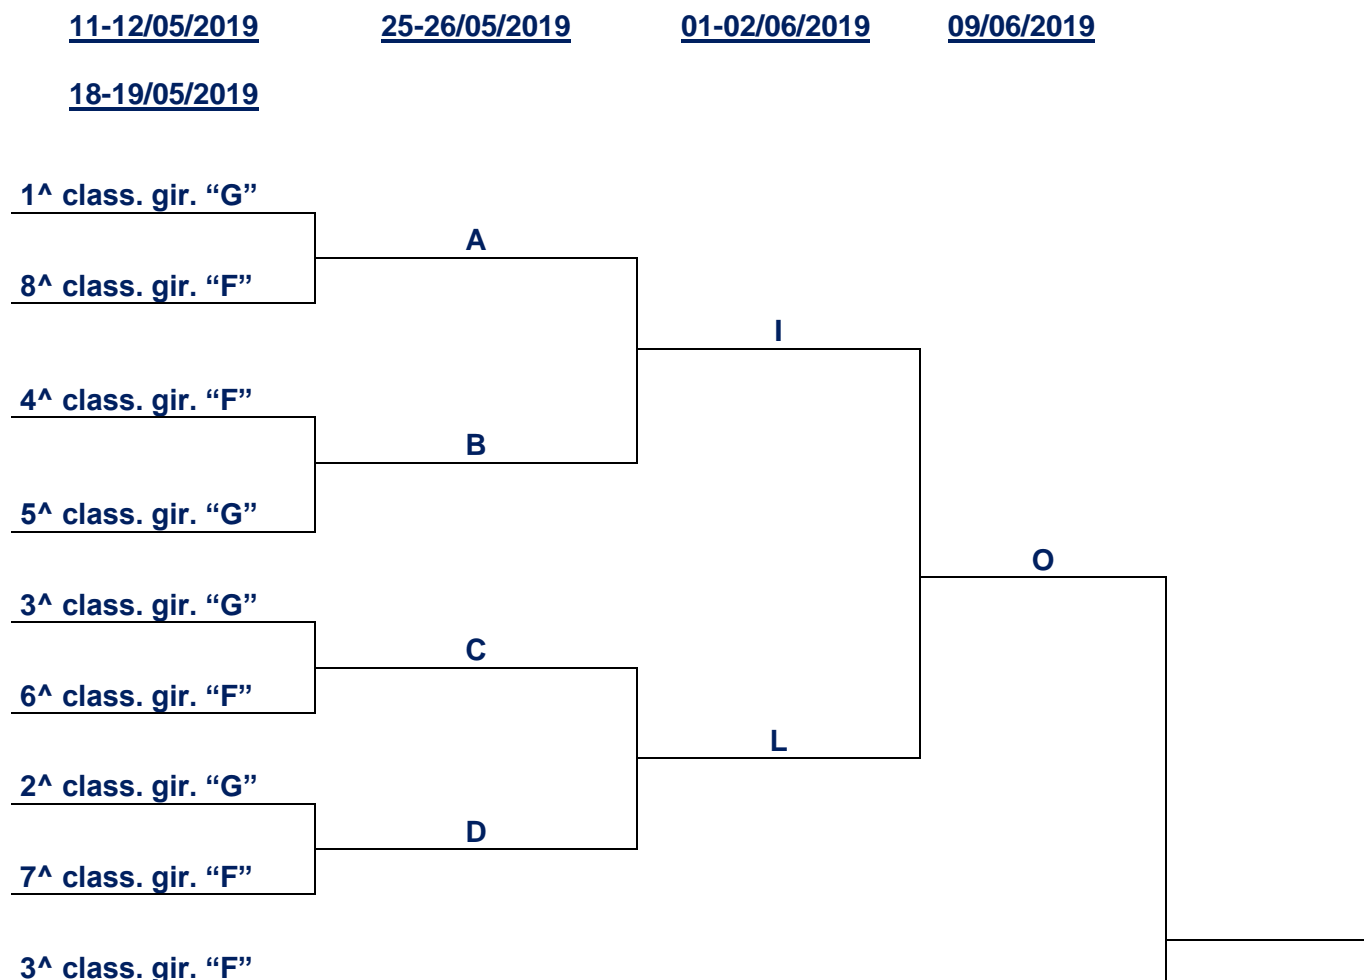 11-12/05/2019 25-26/05/2019 01-02/06/2019 09/06/2019
18-19/05/2019
1^ class. gir. “G”
A
8^ class. gir. “F”
I
4^ class. gir. “F”
B
5^ class. gir. “G”
O
3^ class. gir. “G”
C
6^ class. gir. “F”
L
2^ class. gir. “G”
D
7^ class. gir. “F”
3^ class. gir. “F”